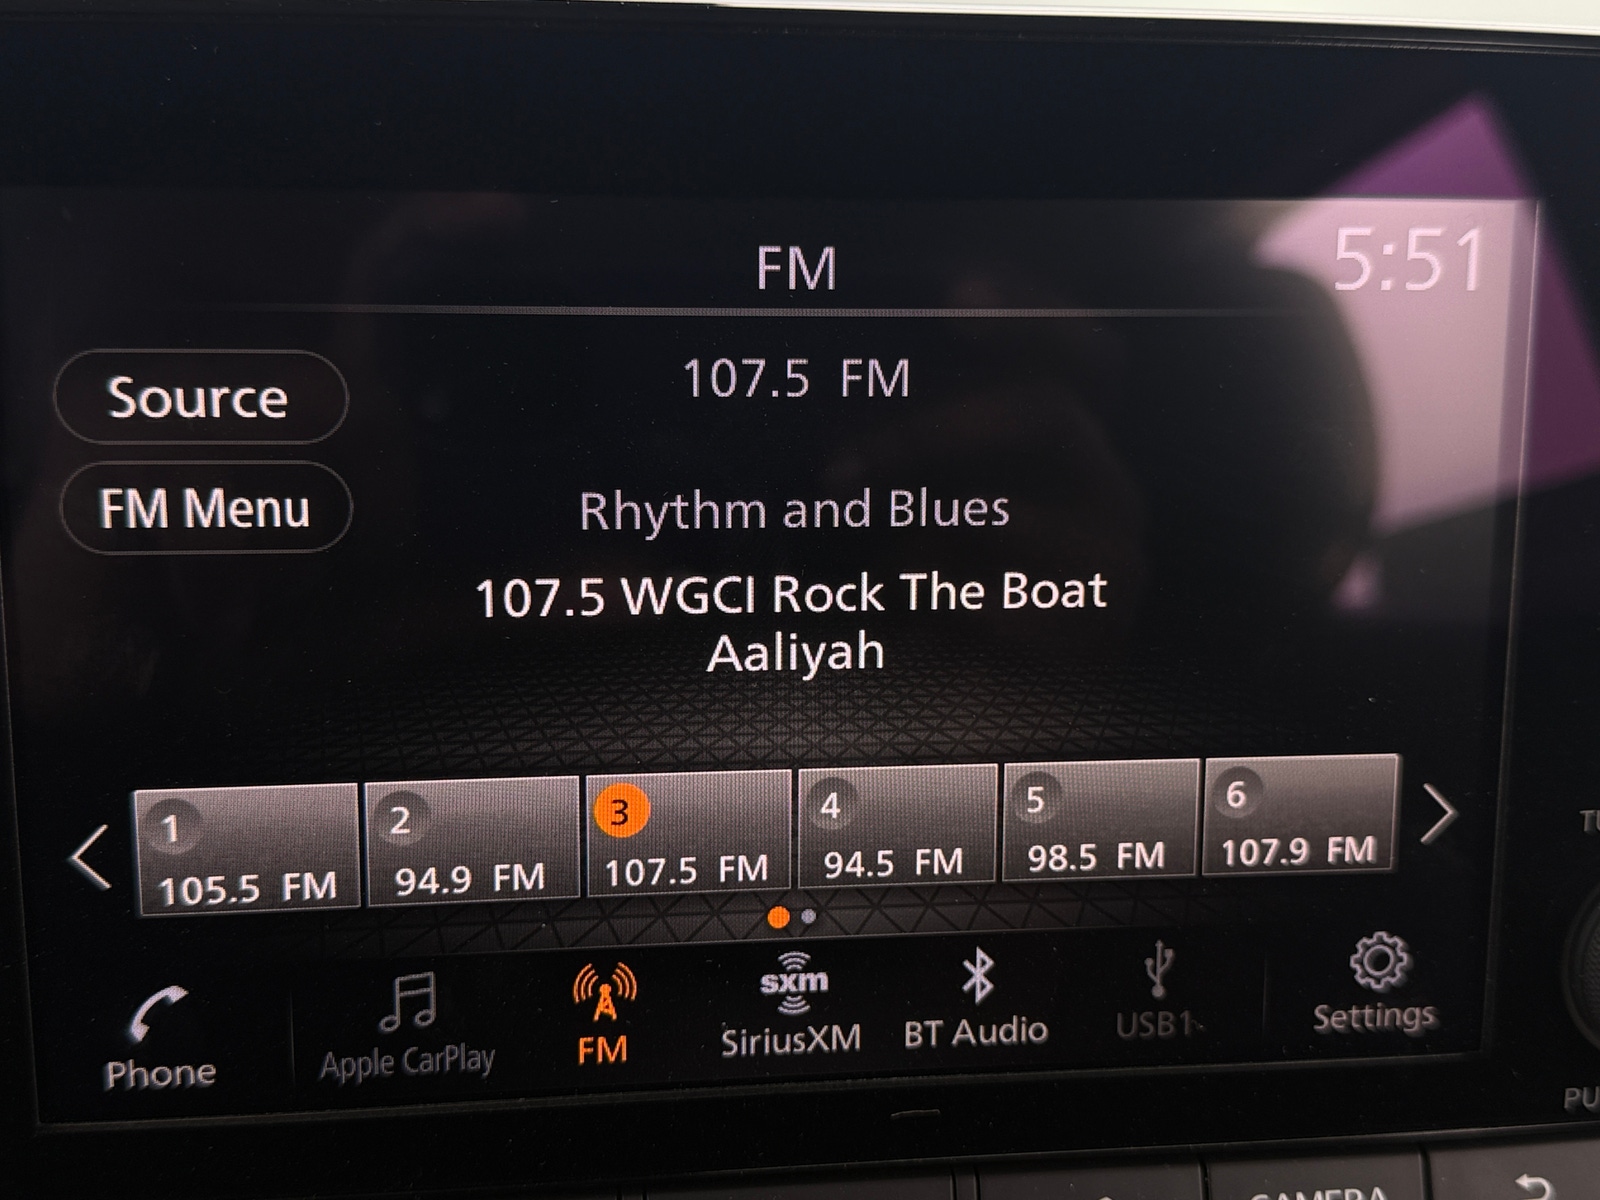 FM
5:51
Source
107.5 FM
FM Menu
Rhythm and Blues
107.5 WGCI Rock The Boat
Aaliyah
1 2 3 4 5 6
105.5 FM 94.9 FM 107.5 FM 94.5 FM 98.5 FM 107.9 FM
sxm
Phone Apple CarPlay FM SiriusXM BT Audio USB1 Settings
CAMERA